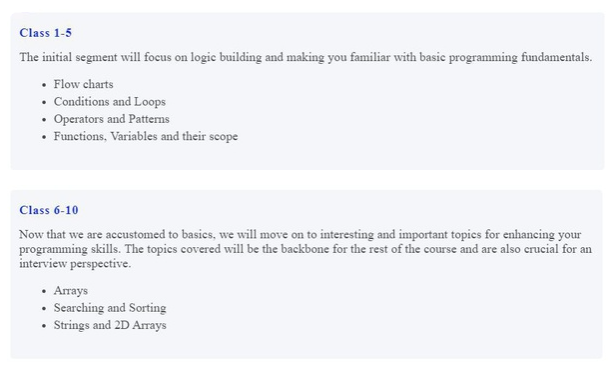 Class 1-5
The initial segment will focus on logic building and making you familiar with basic programming fundamentals.
• Flow charts
• Conditions and Loops
• Operators and Patterns
• Functions, Variables and their scope
Class 6-10
Now that we are accustomed to basics, we will move on to interesting and important topics for enhancing your
programming skills. The topics covered will be the backbone for the rest of the course and are also crucial for an
interview perspective.
• Arrays
• Searching and Sorting
• Strings and 2D Arrays